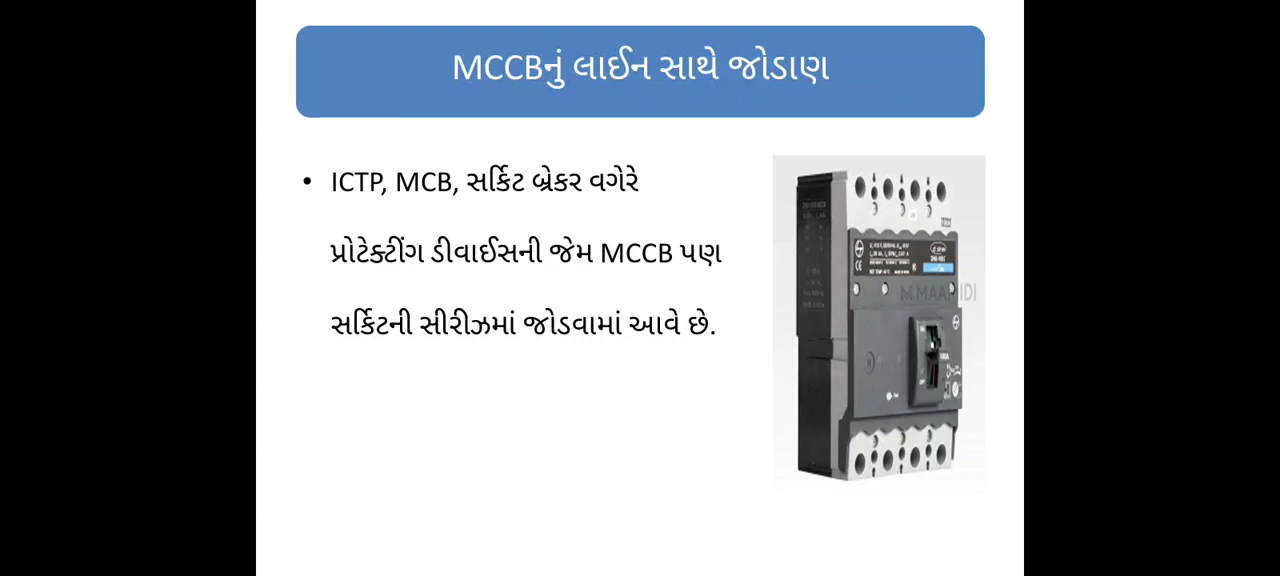 MCCBનું લાઈન સાથે જોડાણ
• ICTP, MCB, સર્કિટ બ્રેકર વગેરે
પ્રોટેક્ટીંગ ડીવાઈસની જેમ MCCB પણ
સર્કિટની સીરીઝમાં જોડવામાં આવે છે.